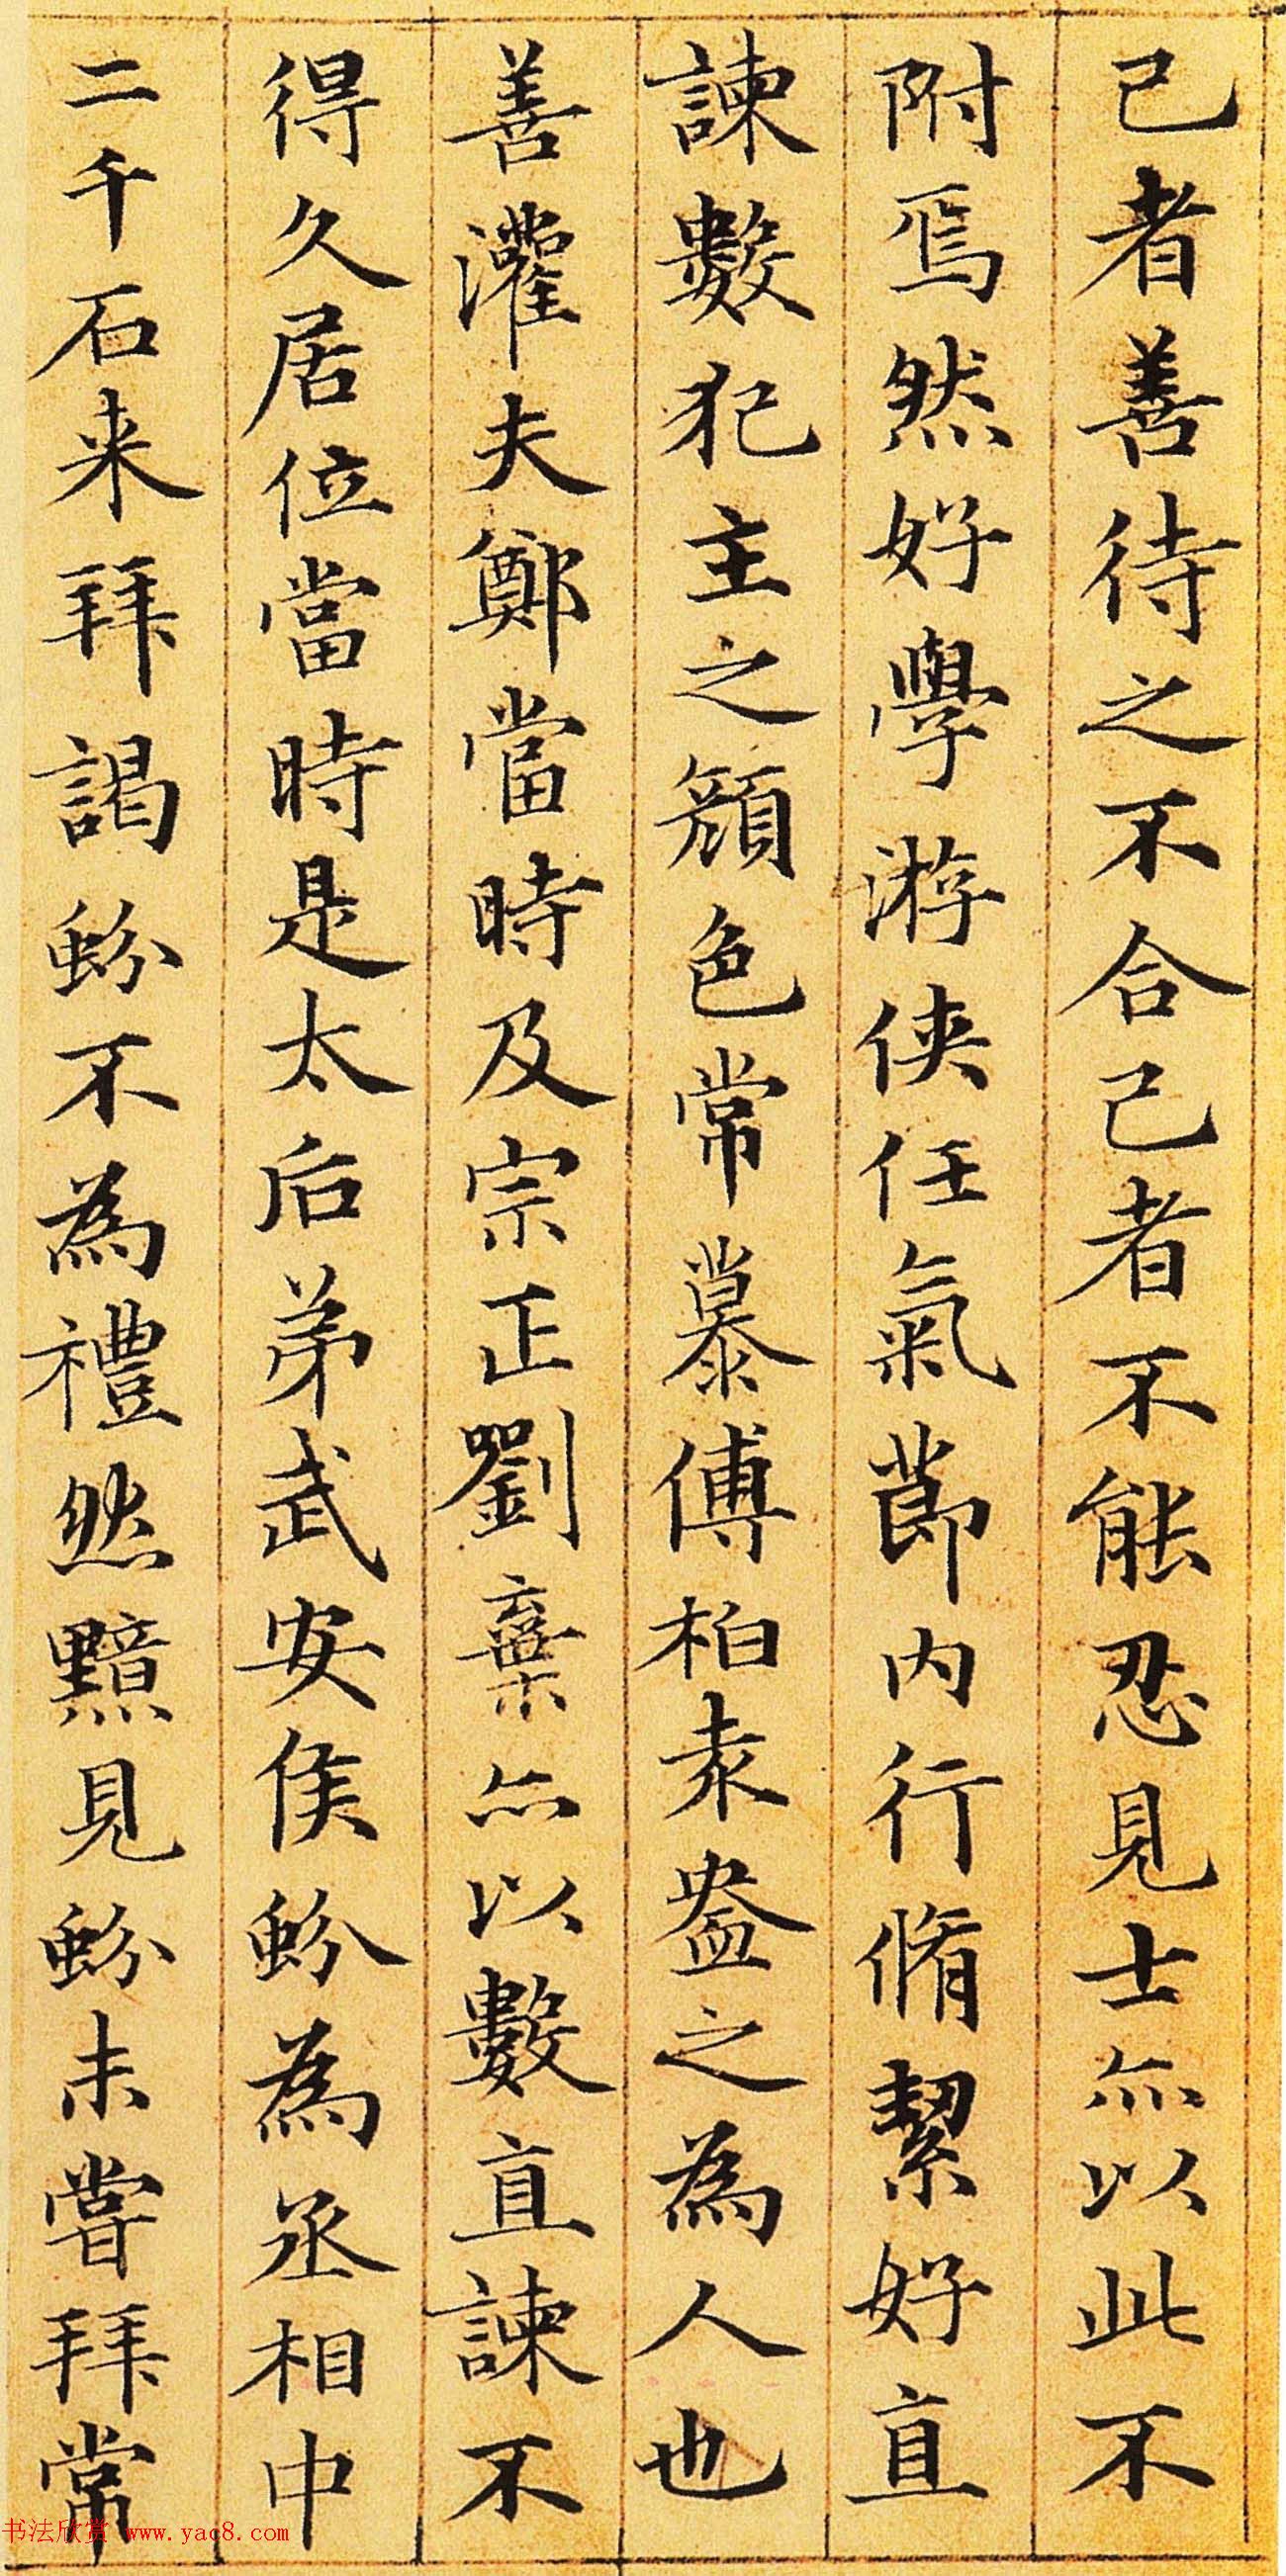 己者善待之不合己者不能忍見士亦以此不
附焉然好學游俠任氣節內行脩絜好直
諫數犯主之顏色常慕傅柏袁盎之為人也
善灌夫鄭當時及宗正劉棄亦以數直諫不
得久居位當時是太后弟武安侯蚡為丞相中
二千石来拜謁蚡不為禮然黯見蚡未嘗拜常
书法欣赏 www.yac8.com